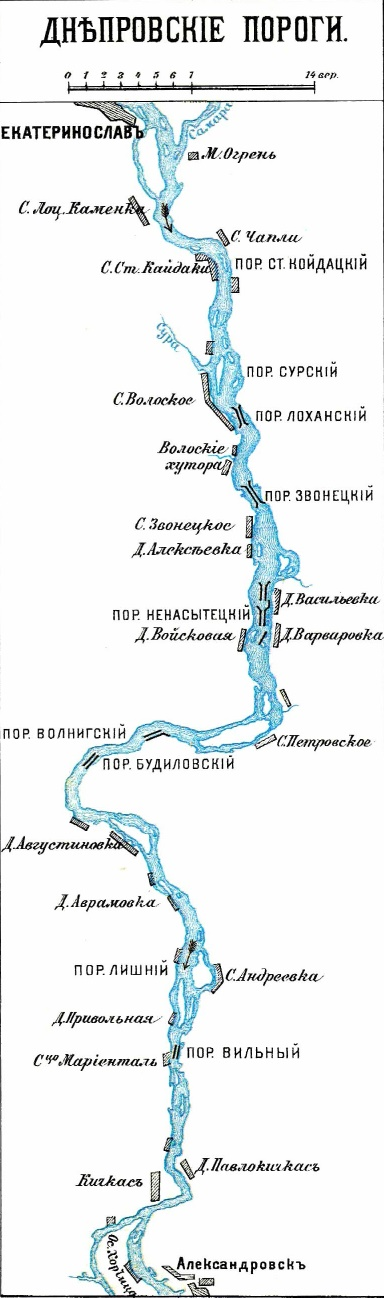 ДНѢПРОВСКІЕ ПОРОГИ.
0 1 2 3 4 5 6 7 14 вер.
ЕКАТЕРИНОСЛАВЪ
Самара
М. Огрень
С. Лоц. Каменка
С. Чапли
С. Ст. Кайдаки
ПОР. СТ. КОЙДАЦКІЙ
Сура
ПОР. СУРСКІЙ
С. Волоское
ПОР. ЛОХАНСКІЙ
Волоскіе
хутора
ПОР. ЗВОНЕЦКІЙ
С. Звонецкое
Д. Алексѣевка
Д. Васильевка
ПОР. НЕНАСЫТЕЦКІЙ
Д. Войсковая
Д. Варваровка
ПОР. ВОЛНИГСКІЙ
С. Петровское
ПОР. БУДИЛОВСКІЙ
Д. Августиновка
Д. Аврамовка
ПОР. ЛИШНІЙ
С. Андреевка
Д. Привольная
ПОР. ВИЛЬНЫЙ
Сцо Маріенталь
Д. Павлокичкасъ
Кичкасъ
Ос. Хортица
Александровскъ